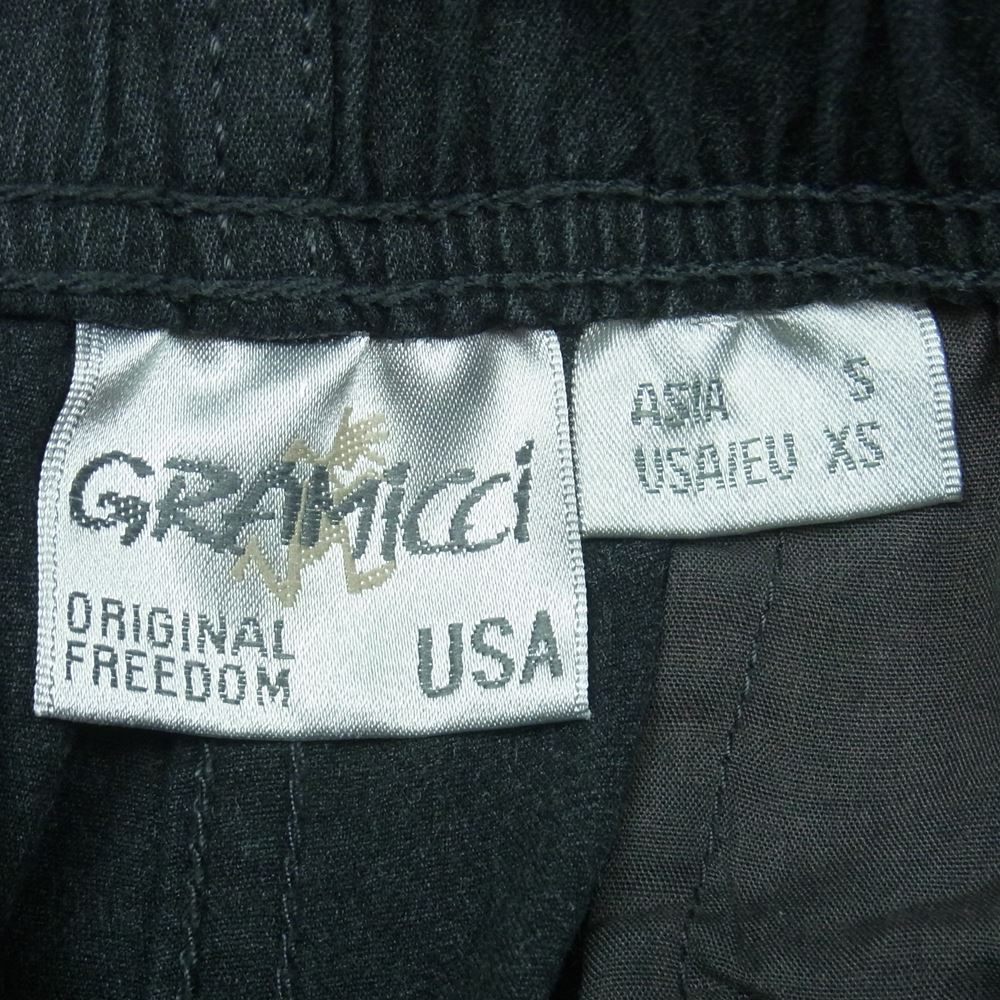 GRAMICCI
ORIGINAL
FREEDOM
USA
ASIA S
USA/EU XS